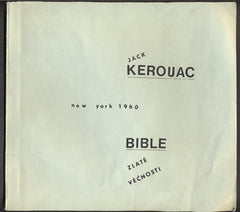 JACK
KEROUAC
new york 1960
BIBLE
ZLATÉ
VĚČNOSTI